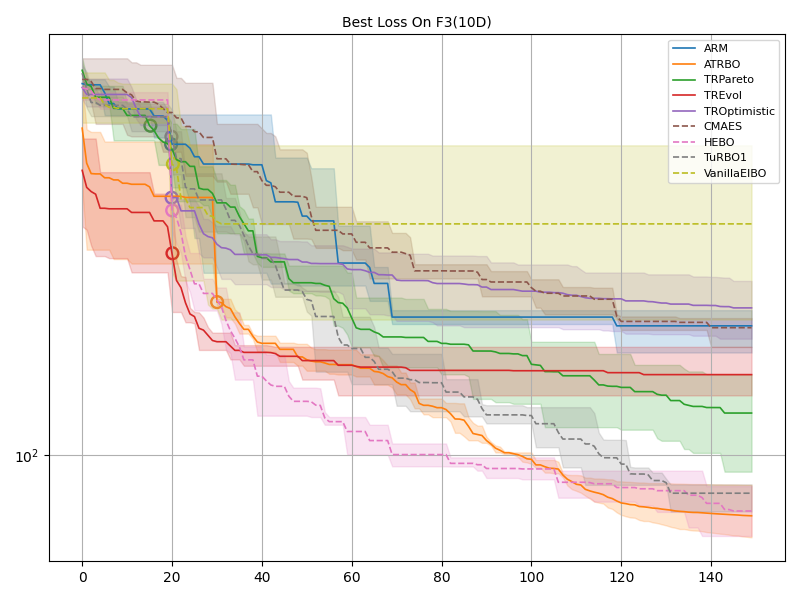 Best Loss On F3(10D)
ARM
ATRBO
TRPareto
TREvol
TROptimistic
CMAES
HEBO
TuRBO1
VanillaEIBO
10²
0 20 40 60 80 100 120 140